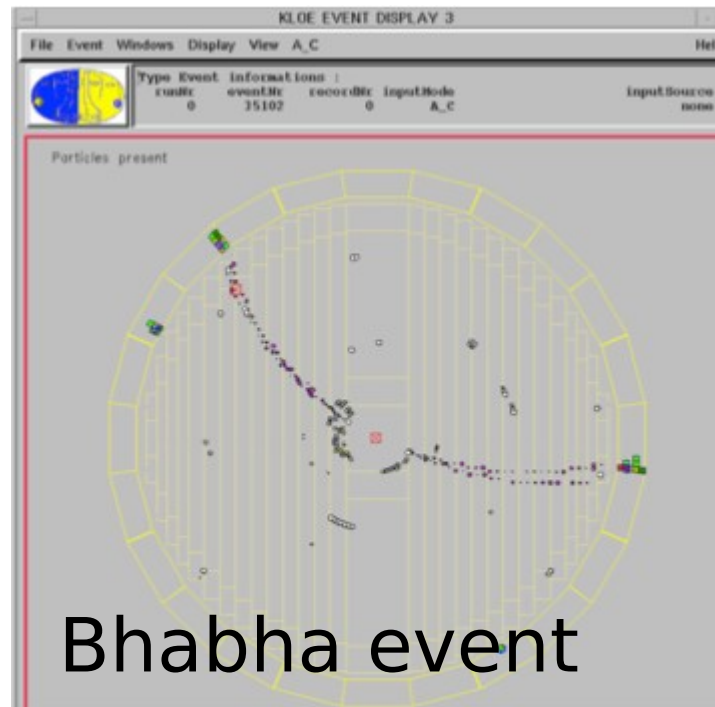 KLOE EVENT DISPLAY 3
File Event Windows Display View A_C Hel
Type Event informations :
runNr eventNr recordNr inputMode inputSource
0 35102 0 A_C none
Particles present
Bhabha event